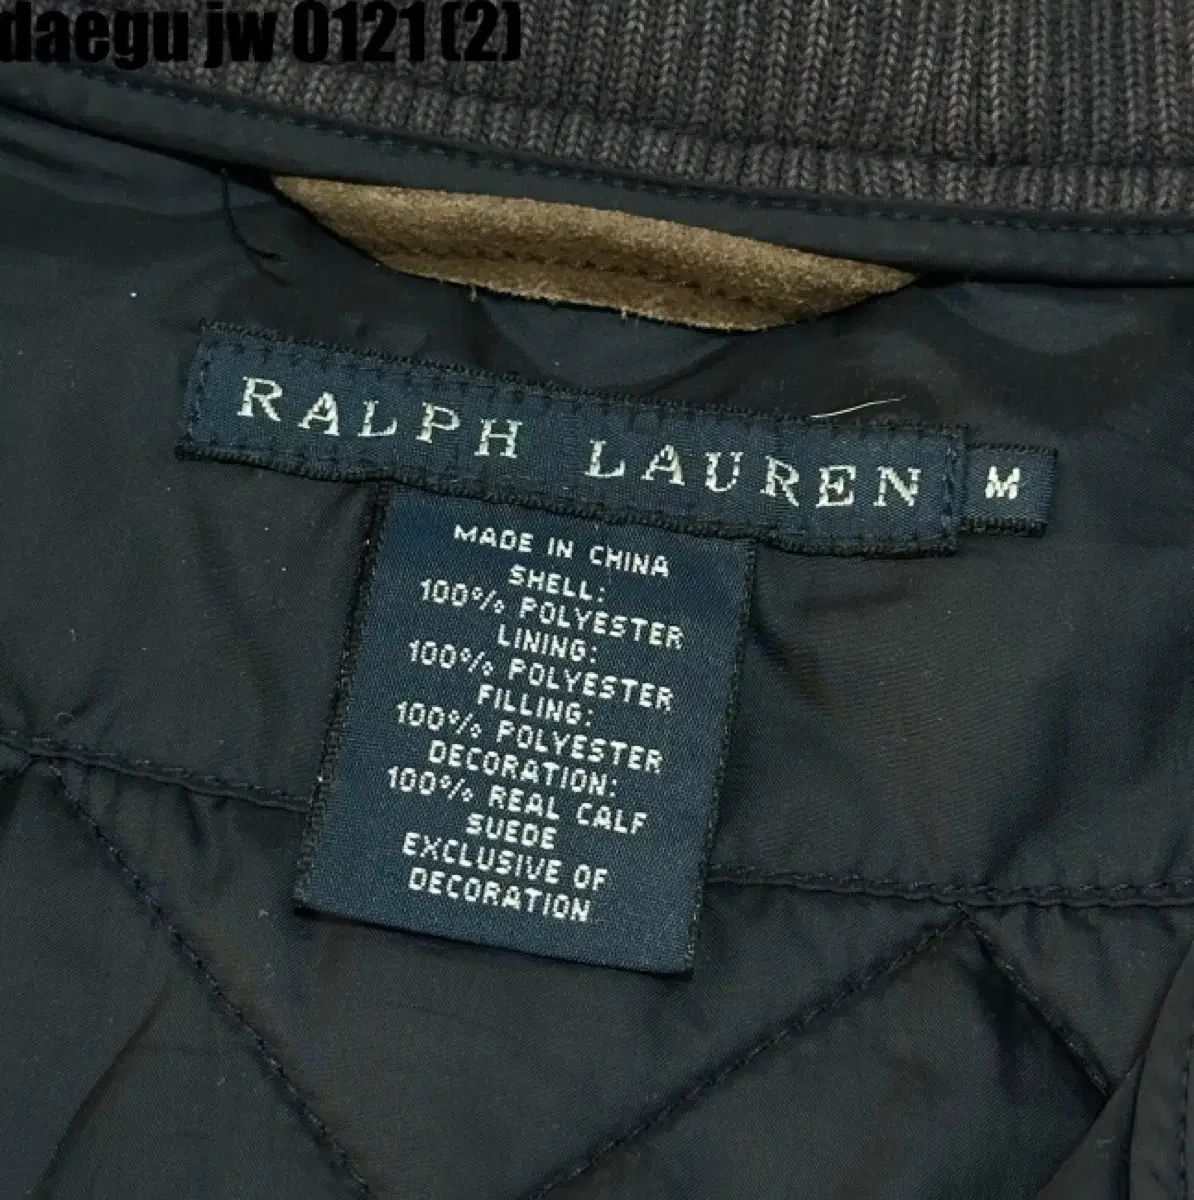 daegu jw 0121 (2)
RALPH LAUREN M
MADE IN CHINA
SHELL:
100% POLYESTER
LINING:
100% POLYESTER
FILLING:
100% POLYESTER
DECORATION:
100% REAL CALF
SUEDE
EXCLUSIVE OF
DECORATION